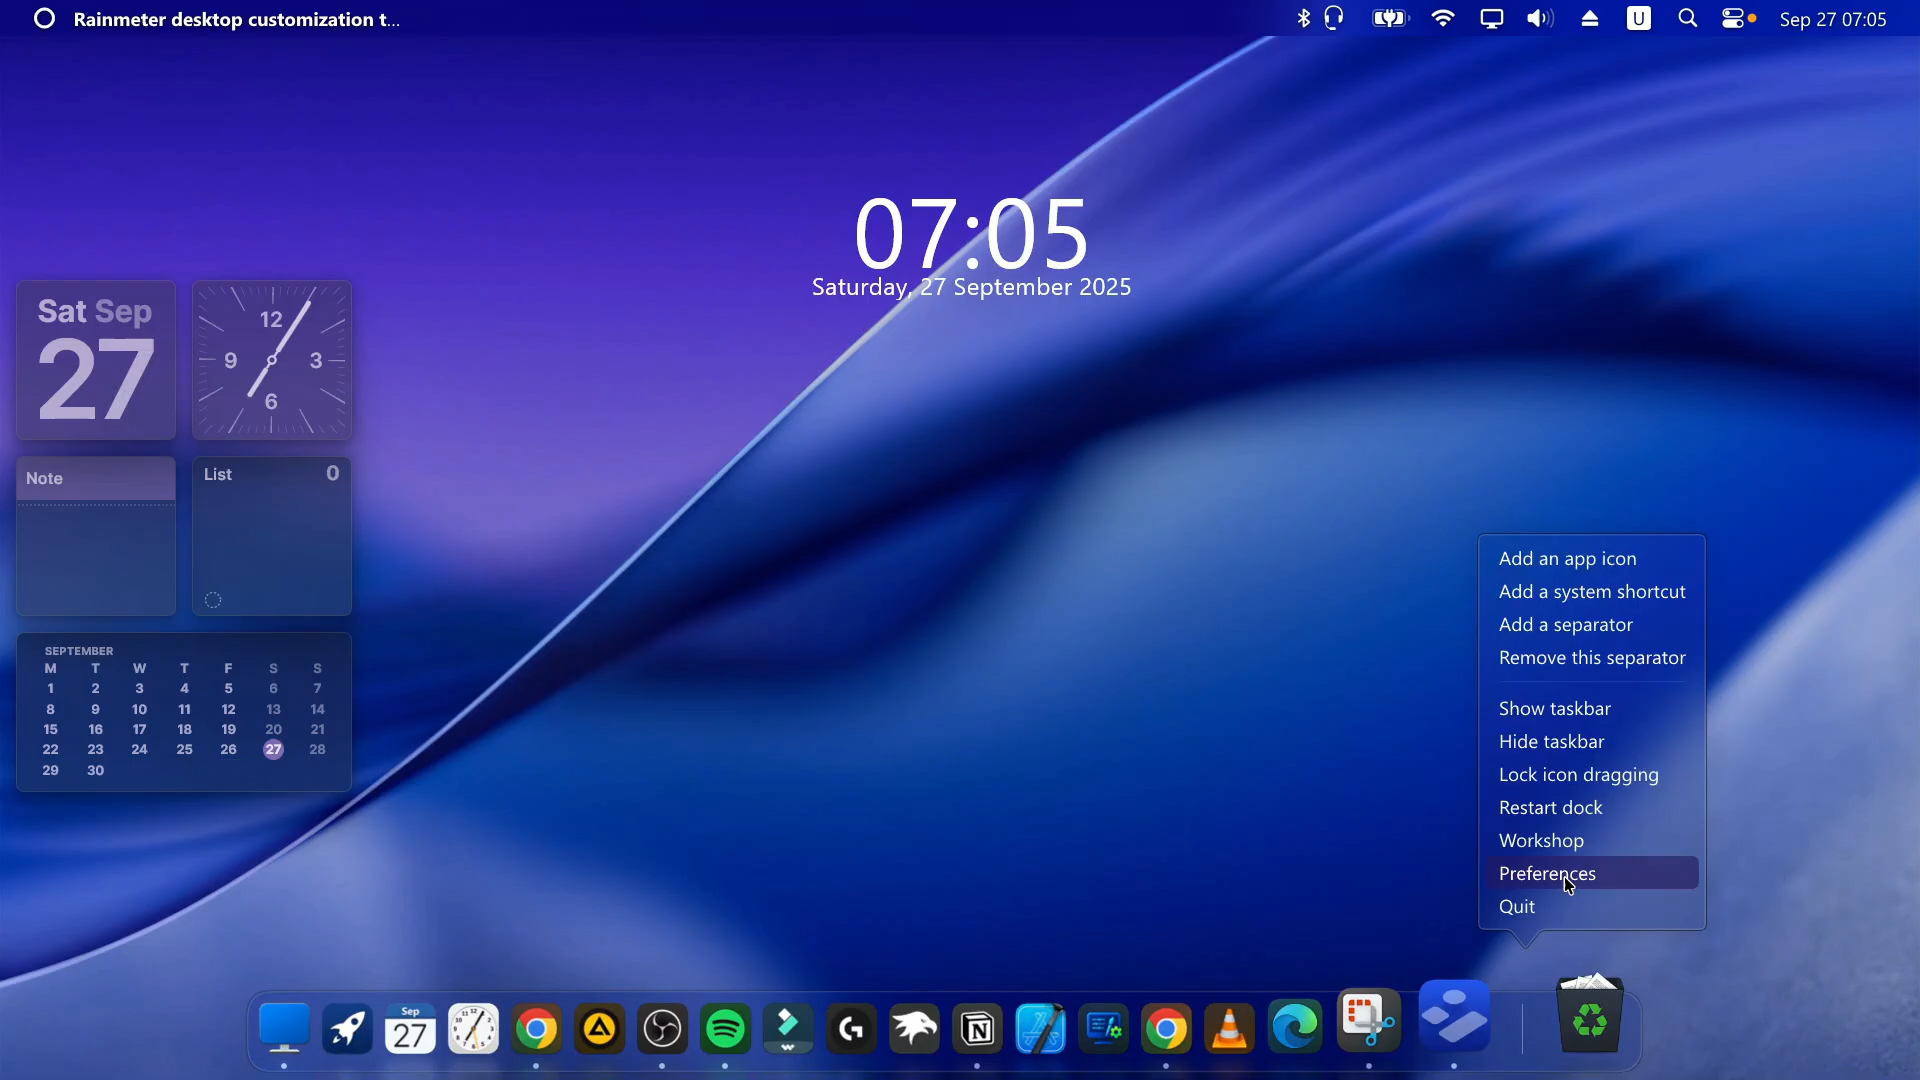 Rainmeter desktop customization t...
U
Sep 27 07:05
07:05
Saturday, 27 September 2025
Sat Sep
27
12
9 3
6
Note
List 0
SEPTEMBER
M T W T F S S
1 2 3 4 5 6 7
8 9 10 11 12 13 14
15 16 17 18 19 20 21
22 23 24 25 26 27 28
29 30
Add an app icon
Add a system shortcut
Add a separator
Remove this separator
Show taskbar
Hide taskbar
Lock icon dragging
Restart dock
Workshop
Preferences
Quit
Sep
27